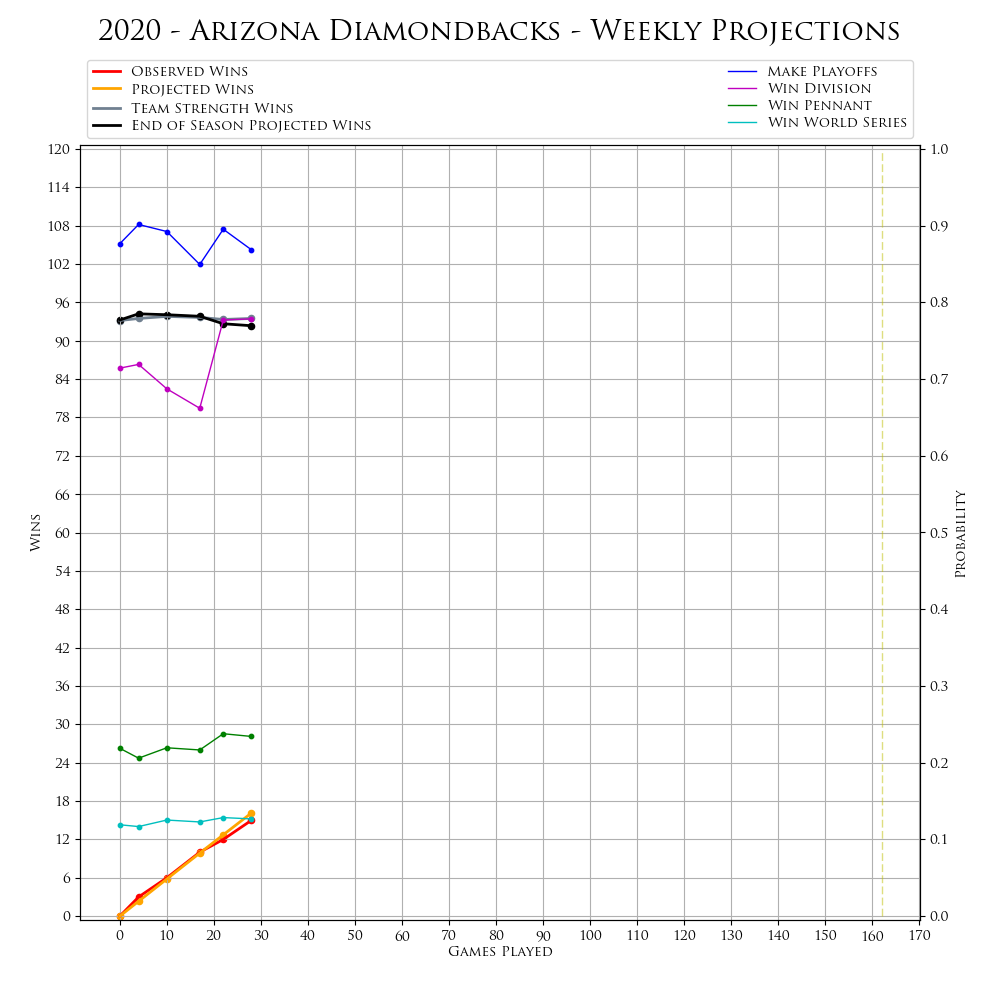 2020 - Arizona Diamondbacks - Weekly Projections
Observed Wins
Projected Wins
Team Strength Wins
End of Season Projected Wins
Make Playoffs
Win Division
Win Pennant
Win World Series
120
114
108
102
96
90
84
78
72
66
60
54
48
42
36
30
24
18
12
6
0
Wins
1.0
0.9
0.8
0.7
0.6
0.5
0.4
0.3
0.2
0.1
0.0
Probability
0 10 20 30 40 50 60 70 80 90 100 110 120 130 140 150 160 170
Games Played